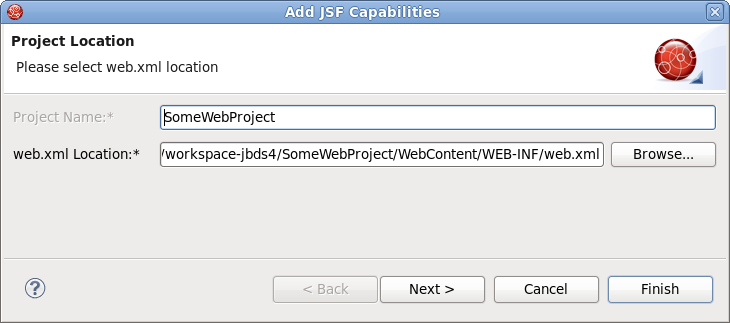 Add JSF Capabilities
Project Location
Please select web.xml location
Project Name:* SomeWebProject
web.xml Location:* /workspace-jbds4/SomeWebProject/WebContent/WEB-INF/web.xml Browse...
? < Back Next > Cancel Finish